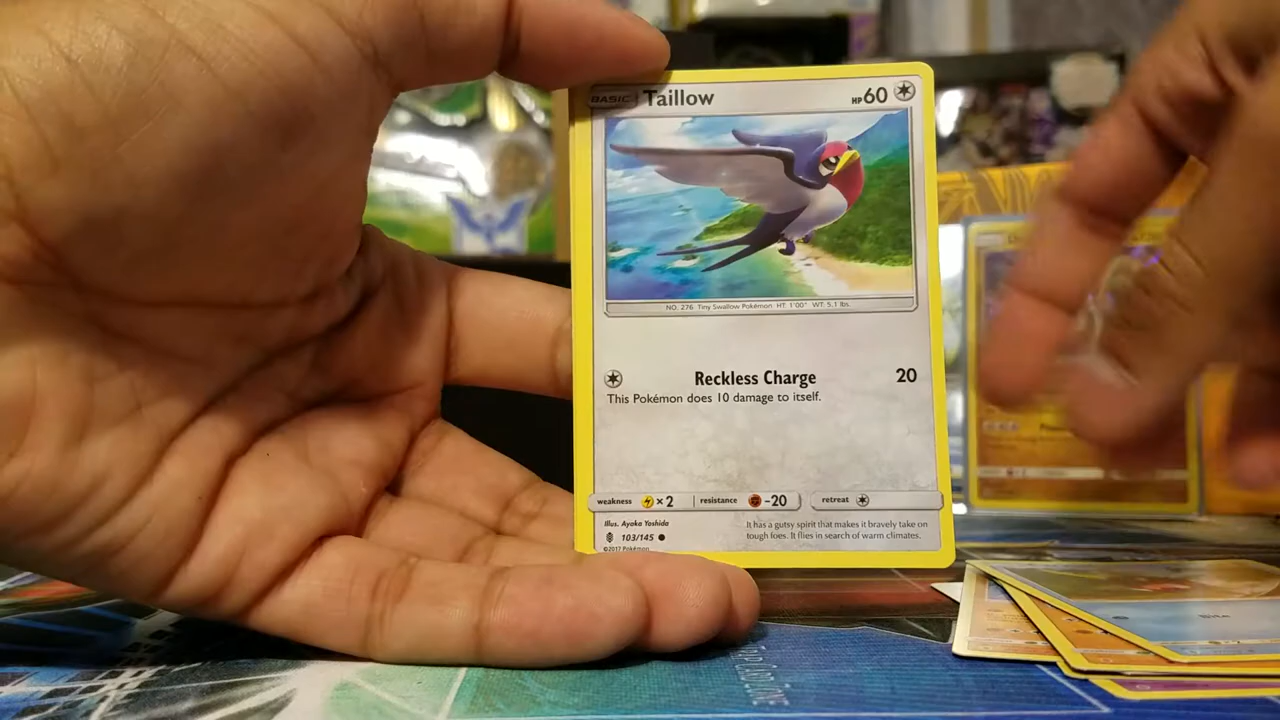 BASIC Taillow HP60
NO. 276 Tiny Swallow Pokémon HT: 1'00" WT: 5.1 lbs.
Reckless Charge 20
This Pokémon does 10 damage to itself.
weakness ×2 resistance -20 retreat
Illus. Ayaka Yoshida
103/145
©2017 Pokémon
It has a gutsy spirit that makes it bravely take on
tough foes. It flies in search of warm climates.
Bite